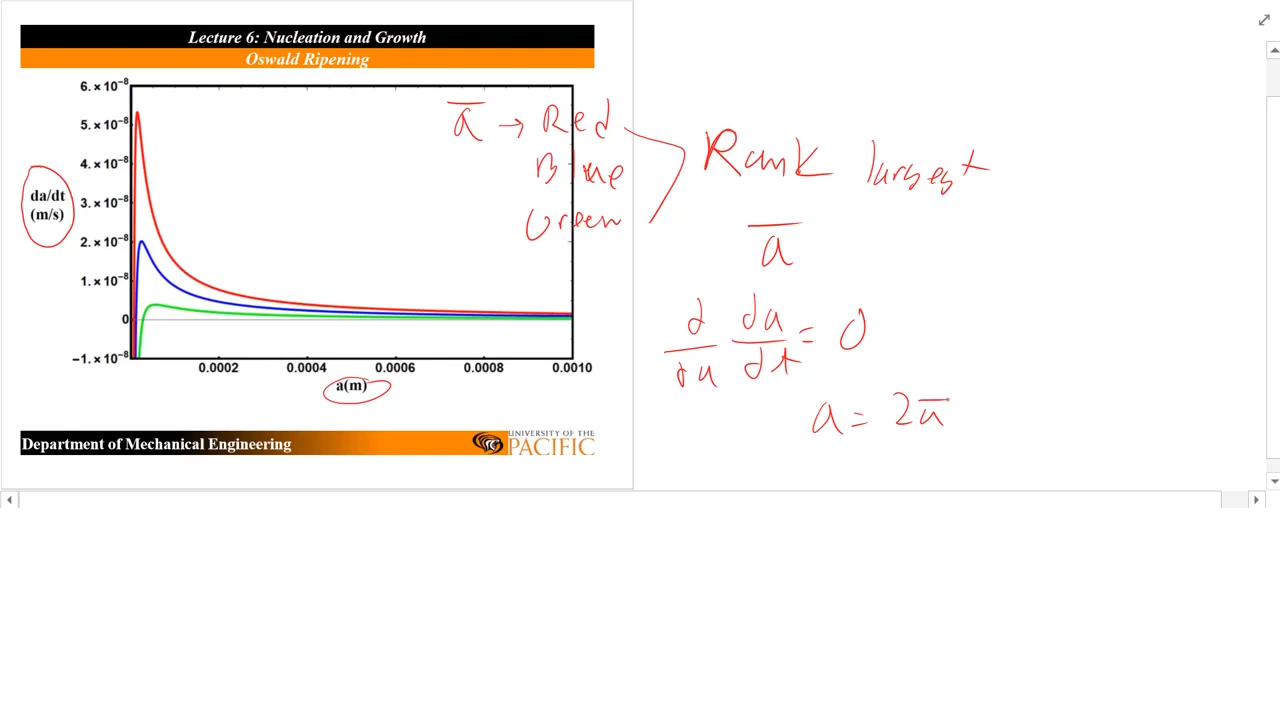 Lecture 6: Nucleation and Growth
Oswald Ripening
6. × 10⁻⁸
5. × 10⁻⁸
4. × 10⁻⁸
da/dt
(m/s)
3. × 10⁻⁸
2. × 10⁻⁸
1. × 10⁻⁸
0
−1. × 10⁻⁸
0.0002 0.0004 0.0006 0.0008 0.0010
a(m)
a̅ → Red
Blue
Green
Rank largest
a̅
∂/∂a da/dt = 0
a = 2a̅
Department of Mechanical Engineering
UNIVERSITY OF THE
PACIFIC